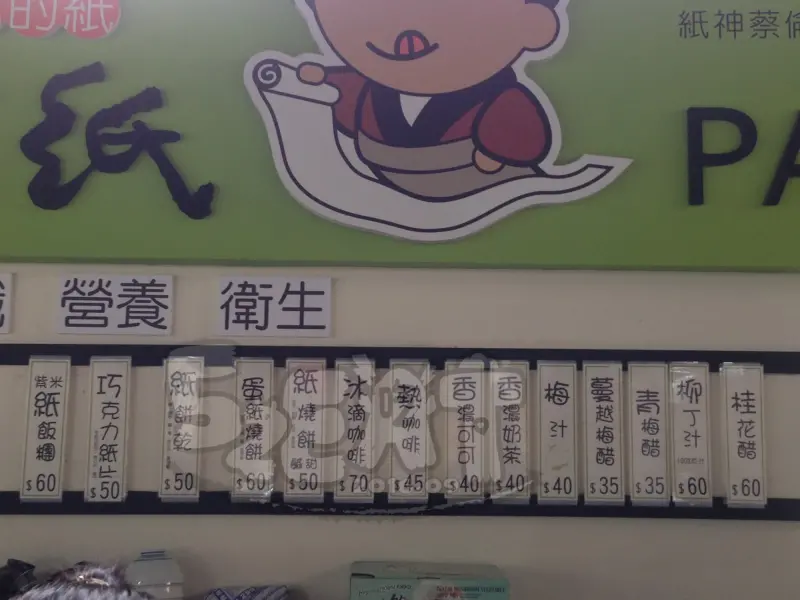 的紙
紙神蔡倫
紙
PA
營養
衛生
紫米紙飯糰
$60
巧克力紙片
$50
紙餅乾
$50
蛋紙燒餅
$60
紙燒餅
鹹 甜
$50
冰滴咖啡
$70
熱咖啡
$45
香濃可可
$40
香濃奶茶
$40
梅汁
$40
蔓越梅醋
$35
青梅醋
$35
柳丁汁
$60
桂花醋
$60